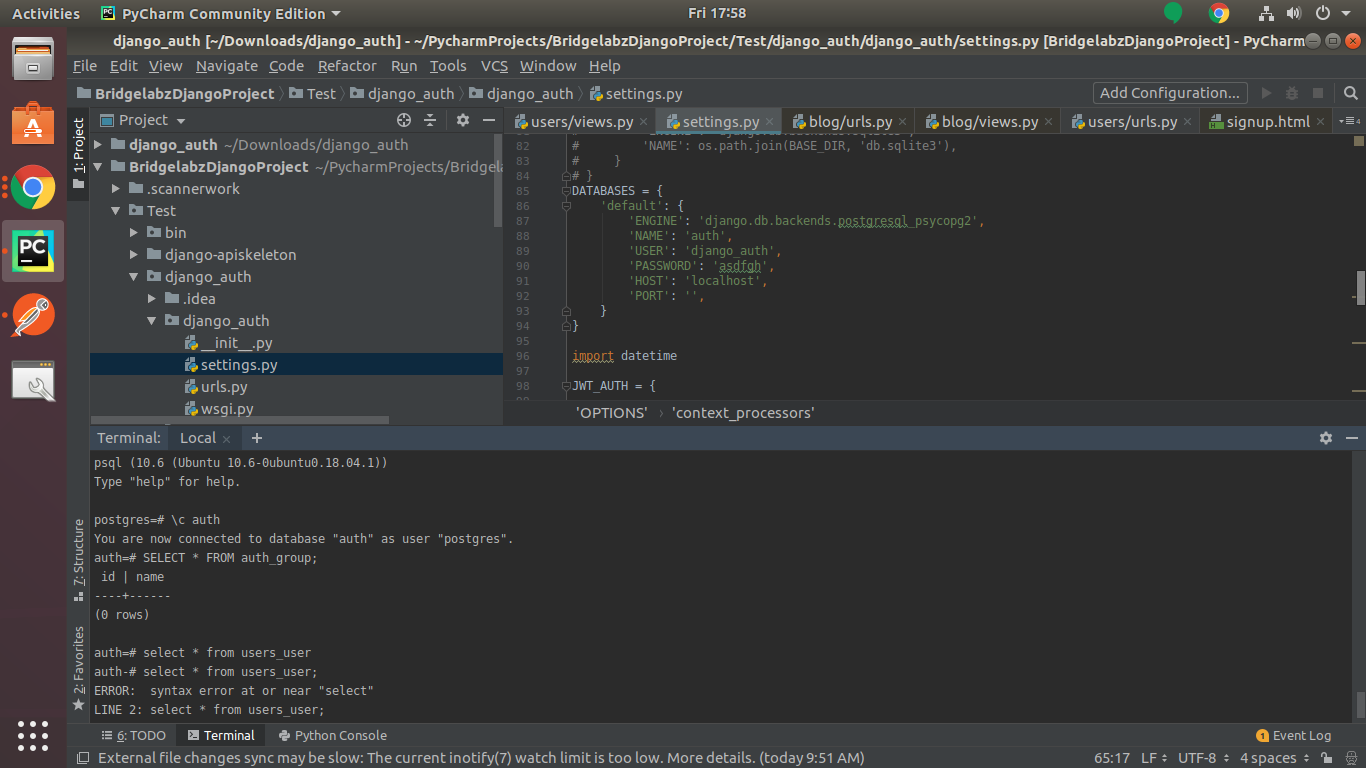 Activities
PyCharm Community Edition
Fri 17:58
django_auth [~/Downloads/django_auth] - ~/PycharmProjects/BridgelabzDjangoProject/Test/django_auth/django_auth/settings.py [BridgelabzDjangoProject] - PyCharm
File Edit View Navigate Code Refactor Run Tools VCS Window Help
BridgelabzDjangoProject Test django_auth django_auth settings.py
Add Configuration...
1: Project
Project
django_auth ~/Downloads/django_auth
BridgelabzDjangoProject ~/PycharmProjects/Bridgela
.scannerwork
Test
bin
django-apiskeleton
django_auth
.idea
django_auth
__init__.py
settings.py
urls.py
wsgi.py
users/views.py settings.py blog/urls.py blog/views.py users/urls.py signup.html
4
82 # 'NAME': os.path.join(BASE_DIR, 'db.sqlite3'),
83 # }
84 # }
85 DATABASES = {
86 'default': {
87 'ENGINE': 'django.db.backends.postgresql_psycopg2',
88 'NAME': 'auth',
89 'USER': 'django_auth',
90 'PASSWORD': 'asdfgh',
91 'HOST': 'localhost',
92 'PORT': '',
93 }
94 }
95
96 import datetime
97
98 JWT_AUTH = {
'OPTIONS' › 'context_processors'
Terminal: Local +
psql (10.6 (Ubuntu 10.6-0ubuntu0.18.04.1))
Type "help" for help.
postgres=# \c auth
You are now connected to database "auth" as user "postgres".
auth=# SELECT * FROM auth_group;
id | name
----+------
(0 rows)
auth=# select * from users_user
auth-# select * from users_user;
ERROR:  syntax error at or near "select"
LINE 2: select * from users_user;
7: Structure
2: Favorites
6: TODO
Terminal
Python Console
1 Event Log
External file changes sync may be slow: The current inotify(7) watch limit is too low. More details. (today 9:51 AM)
65:17 LF UTF-8 4 spaces